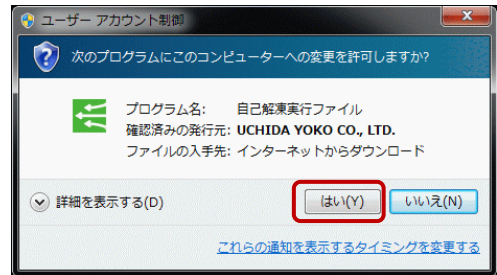 ユーザー アカウント制御
次のプログラムにこのコンピューターへの変更を許可しますか?
プログラム名: 自己解凍実行ファイル
確認済みの発行元: UCHIDA YOKO CO., LTD.
ファイルの入手先: インターネットからダウンロード
詳細を表示する(D)
はい(Y)
いいえ(N)
これらの通知を表示するタイミングを変更する